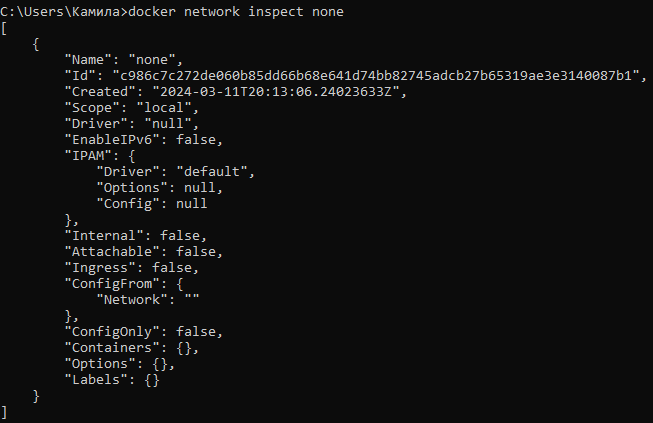 C:\Users\Камила>docker network inspect none
[
    {
        "Name": "none",
        "Id": "c986c7c272de060b85dd66b68e641d74bb82745adcb27b65319ae3e3140087b1",
        "Created": "2024-03-11T20:13:06.24023633Z",
        "Scope": "local",
        "Driver": "null",
        "EnableIPv6": false,
        "IPAM": {
            "Driver": "default",
            "Options": null,
            "Config": null
        },
        "Internal": false,
        "Attachable": false,
        "Ingress": false,
        "ConfigFrom": {
            "Network": ""
        },
        "ConfigOnly": false,
        "Containers": {},
        "Options": {},
        "Labels": {}
    }
]